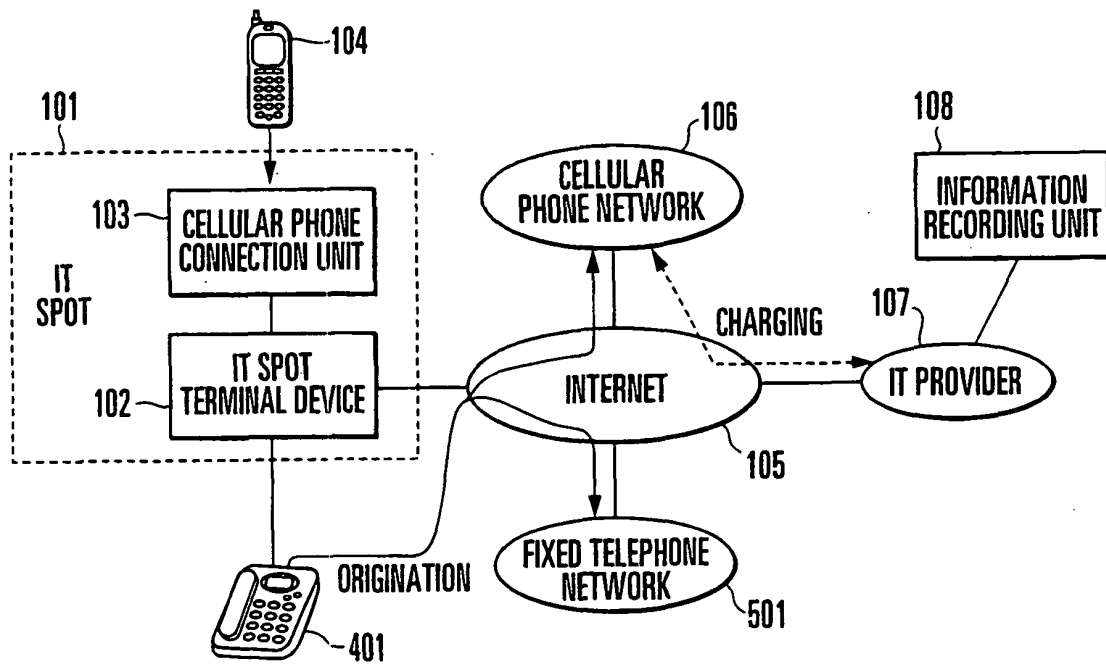 104
101
106
108
CELLULAR
PHONE NETWORK
INFORMATION
RECORDING UNIT
103
CELLULAR PHONE
CONNECTION UNIT
IT
SPOT
CHARGING
107
IT SPOT
TERMINAL DEVICE
102
INTERNET
IT PROVIDER
105
ORIGINATION
FIXED TELEPHONE
NETWORK
501
401